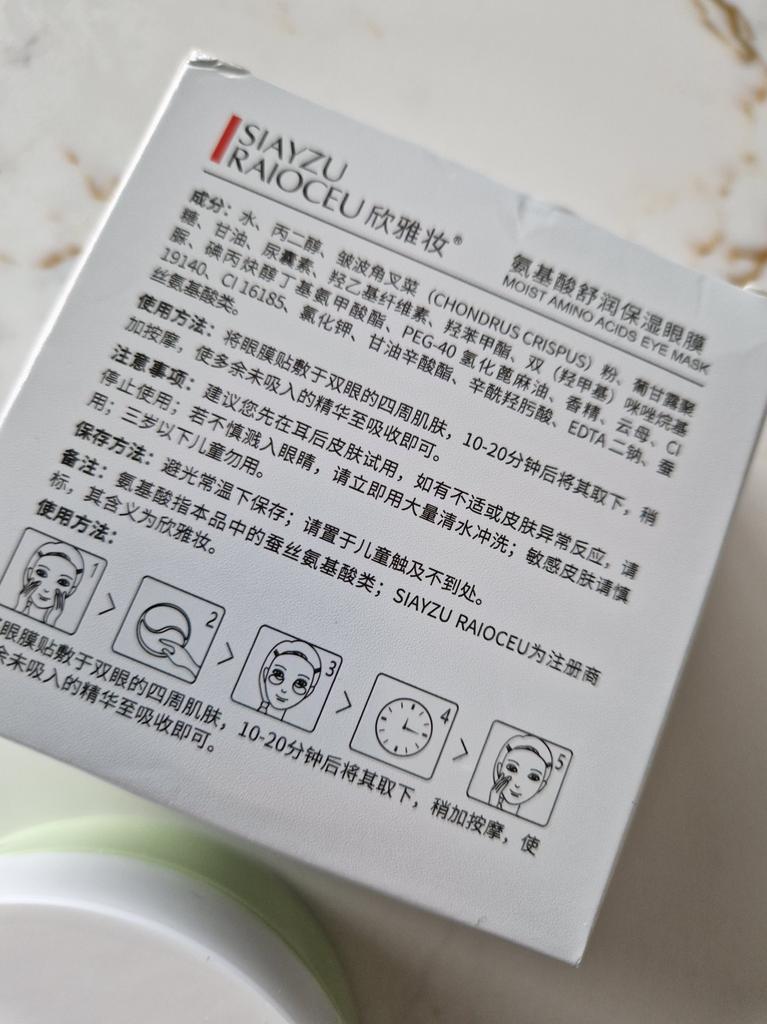 SIAYZU
RAIOCEU 欣雅妆®
氨基酸舒润保湿眼膜
MOIST AMINO ACIDS EYE MASK
成分：水、丙二醇、皱波角叉菜（CHONDRUS CRISPUS）粉、葡甘露聚
糖、甘油、尿囊素、羟乙基纤维素、羟苯甲酯、双（羟甲基）咪唑烷基
脲、碘丙炔醇丁基氨甲酸酯、PEG-40 氢化蓖麻油、香精、云母、CI
19140、CI 16185、氯化钾、甘油辛酸酯、辛酰羟肟酸、EDTA 二钠、蚕
丝氨基酸类。
使用方法：将眼膜贴敷于双眼的四周肌肤，10-20分钟后将其取下，稍
加按摩，使多余未吸入的精华至吸收即可。
注意事项：建议您先在耳后皮肤试用，如有不适或皮肤异常反应，请
停止使用；若不慎溅入眼睛，请立即用大量清水冲洗；敏感皮肤请慎
用；三岁以下儿童勿用。
保存方法：避光常温下保存；请置于儿童触及不到处。
备注：氨基酸指本品中的蚕丝氨基酸类；SIAYZU RAIOCEU为注册商
标，其含义为欣雅妆。
使用方法：
1 > 2 > 3 > 4 > 5
眼膜贴敷于双眼的四周肌肤，10-20分钟后将其取下，稍加按摩，使
余未吸入的精华至吸收即可。